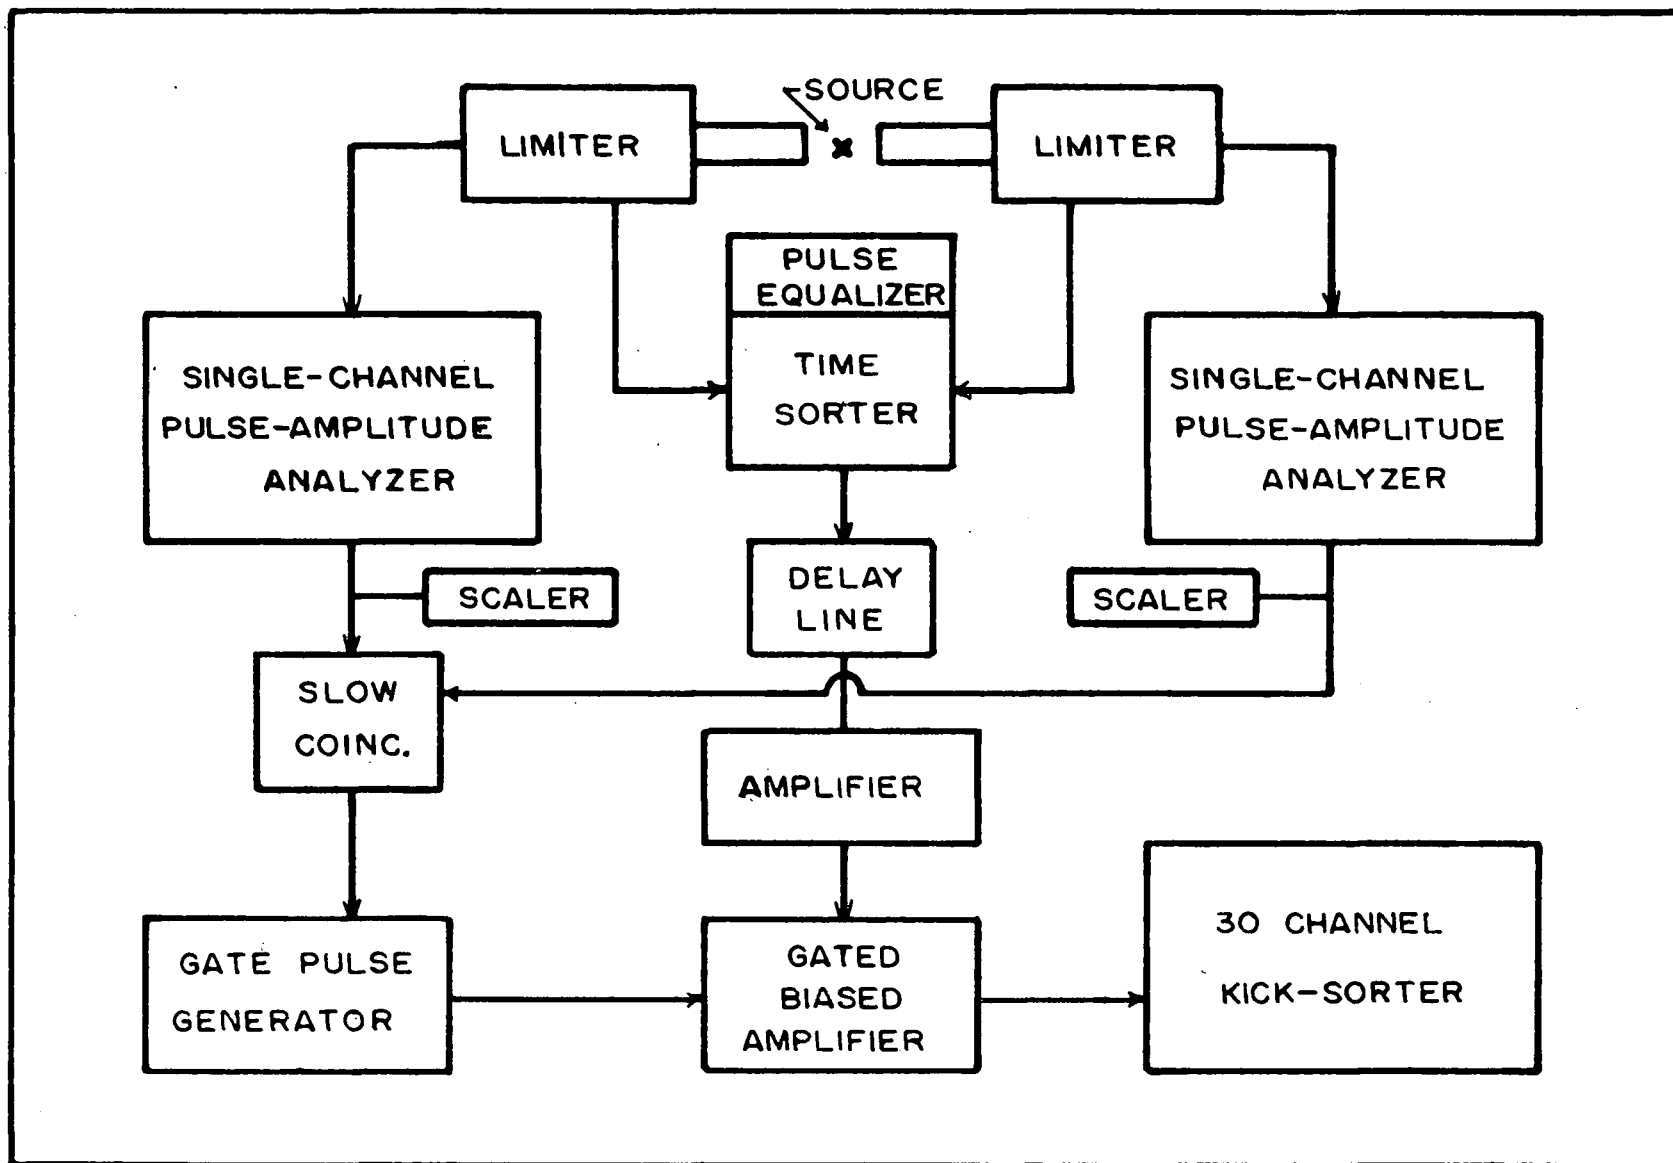 SOURCE
LIMITER
LIMITER
PULSE
EQUALIZER
TIME
SORTER
SINGLE-CHANNEL
PULSE-AMPLITUDE
ANALYZER
SINGLE-CHANNEL
PULSE-AMPLITUDE
ANALYZER
DELAY
LINE
SCALER
SCALER
SLOW
COINC.
AMPLIFIER
GATE PULSE
GENERATOR
GATED
BIASED
AMPLIFIER
30 CHANNEL
KICK-SORTER